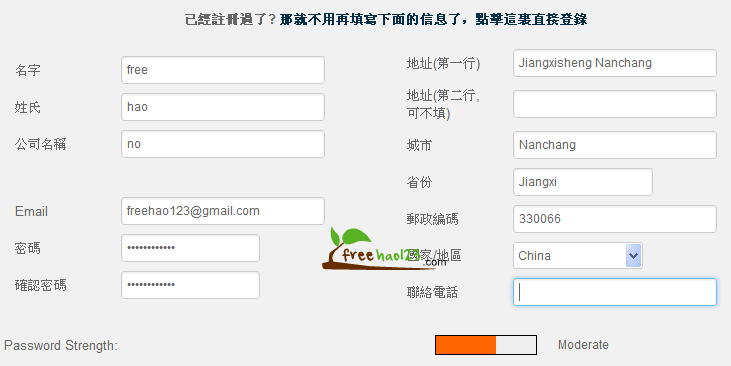 已經註冊過了? 那就不用再填寫下面的信息了，點擊這裏直接登錄
名字 free
姓氏 hao
公司名稱 no
Email freehao123@gmail.com
密碼 ••••••••••••
確認密碼 ••••••••••••
地址(第一行) Jiangxisheng Nanchang
地址(第二行,
可不填)
城市 Nanchang
省份 Jiangxi
郵政編碼 330066
國家/地區 China
聯絡電話
freehao123
.com
Password Strength: Moderate